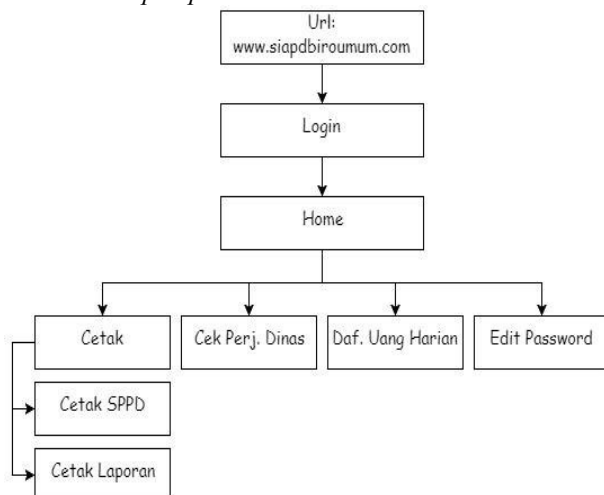 Url:
www.siapdbiroumum.com
Login
Home
Cetak
Cek Perj. Dinas
Daf. Uang Harian
Edit Password
Cetak SPPD
Cetak Laporan